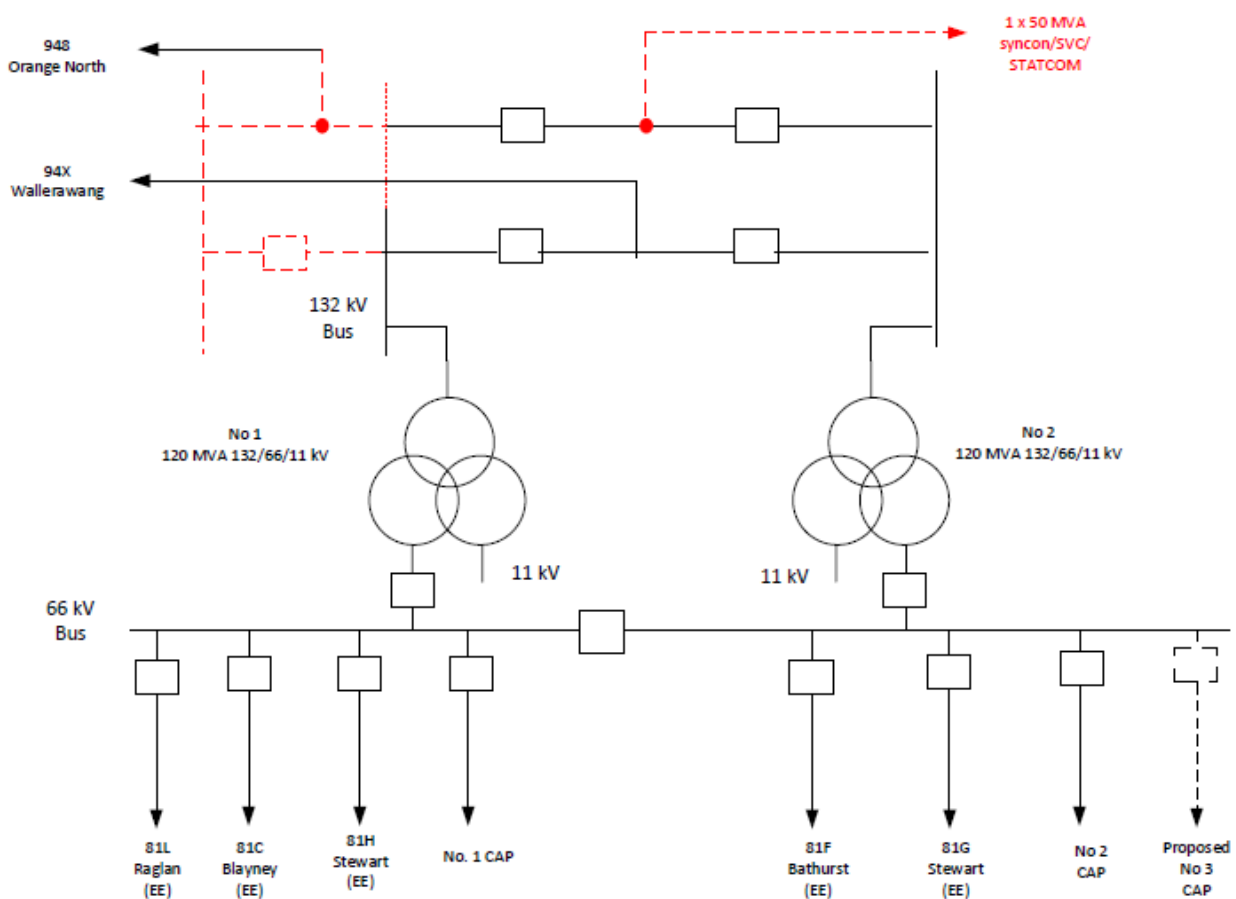 948
Orange North
1 x 50 MVA
syncon/SVC/
STATCOM
94X
Wallerawang
132 kV
Bus
No 1
120 MVA 132/66/11 kV
No 2
120 MVA 132/66/11 kV
11 kV
11 kV
66 kV
Bus
81L
Raglan
(EE)
81C
Blayney
(EE)
81H
Stewart
(EE)
No. 1 CAP
81F
Bathurst
(EE)
81G
Stewart
(EE)
No 2
CAP
Proposed
No 3
CAP